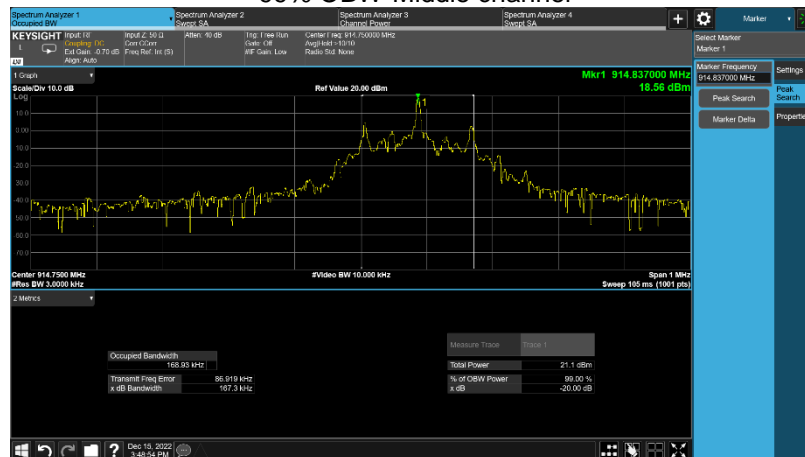 99% OBW Middle channel
Spectrum Analyzer 1
Occupied BW
Spectrum Analyzer 2
Swept SA
Spectrum Analyzer 3
Channel Power
Spectrum Analyzer 4
Swept SA
+
Marker
KEYSIGHT
L
Input: RF
Coupling: DC
Ext Gain: -0.70 dB
Align: Auto
Input Z: 50 Ω
Corr CCorr
Freq Ref: Int (S)
Atten: 40 dB
Trig: Free Run
Gate: Off
#IF Gain: Low
Center Freq: 914.750000 MHz
Avg|Hold:>10/10
Radio Std: None
Select Marker
Marker 1
Marker Frequency
914.837000 MHz
Peak Search
Marker Delta
Settings
Peak
Search
Propertie
1 Graph
Scale/Div 10.0 dB
Ref Value 20.00 dBm
Mkr1 914.837000 MHz
18.56 dBm
Log
10.0
0.00
10.0
20.0
30.0
40.0
50.0
60.0
70.0
1
Center 914.7500 MHz
#Res BW 3.0000 kHz
#Video BW 10.000 kHz
Span 1 MHz
Sweep 105 ms (1001 pts)
2 Metrics
Measure Trace
Trace 1
Occupied Bandwidth
168.93 kHz
Total Power
21.1 dBm
Transmit Freq Error
86.919 kHz
% of OBW Power
99.00 %
x dB Bandwidth
167.3 kHz
x dB
-20.00 dB
?
Dec 15, 2022
3:48:54 PM